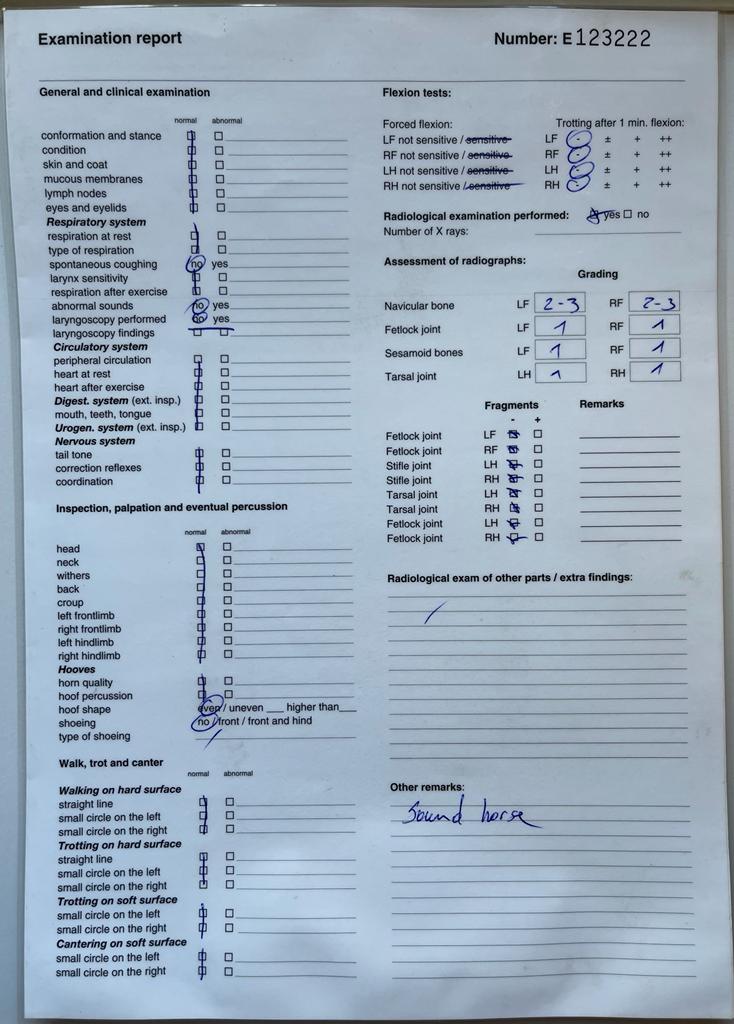 Examination report
Number: E 123222
General and clinical examination
normal abnormal
conformation and stance
condition
skin and coat
mucous membranes
lymph nodes
eyes and eyelids
Respiratory system
respiration at rest
type of respiration
spontaneous coughing no yes
larynx sensitivity
respiration after exercise
abnormal sounds no yes
laryngoscopy performed no yes
laryngoscopy findings
Circulatory system
peripheral circulation
heart at rest
heart after exercise
Digest. system (ext. insp.)
mouth, teeth, tongue
Urogen. system (ext. insp.)
Nervous system
tail tone
correction reflexes
coordination
Inspection, palpation and eventual percussion
normal abnormal
head
neck
withers
back
croup
left frontlimb
right frontlimb
left hindlimb
right hindlimb
Hooves
horn quality
hoof percussion
hoof shape even / uneven ___ higher than___
shoeing no / front / front and hind
type of shoeing
Walk, trot and canter
normal abnormal
Walking on hard surface
straight line
small circle on the left
small circle on the right
Trotting on hard surface
straight line
small circle on the left
small circle on the right
Trotting on soft surface
small circle on the left
small circle on the right
Cantering on soft surface
small circle on the left
small circle on the right
Flexion tests:
Forced flexion: Trotting after 1 min. flexion:
LF not sensitive / sensitive LF - ± + ++
RF not sensitive / sensitive RF - ± + ++
LH not sensitive / sensitive LH - ± + ++
RH not sensitive / sensitive RH - ± + ++
Radiological examination performed: yes no
Number of X rays:
Assessment of radiographs:
Grading
Navicular bone LF 2-3 RF 2-3
Fetlock joint LF 1 RF 1
Sesamoid bones LF 1 RF 1
Tarsal joint LH 1 RH 1
Fragments Remarks
- +
Fetlock joint LF
Fetlock joint RF
Stifle joint LH
Stifle joint RH
Tarsal joint LH
Tarsal joint RH
Fetlock joint LH
Fetlock joint RH
Radiological exam of other parts / extra findings:
Other remarks:
Sound horse